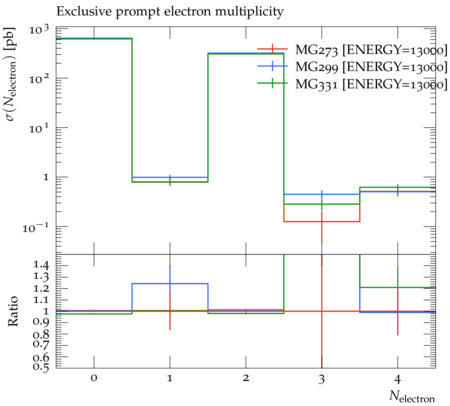 Exclusive prompt electron multiplicity
σ(N_electron) [pb]
10³
10²
10¹
1
10⁻¹
MG273 [ENERGY=13000]
MG299 [ENERGY=13000]
MG331 [ENERGY=13000]
Ratio
1.4
1.3
1.2
1.1
1
0.9
0.8
0.7
0.6
0.5
0 1 2 3 4
N_electron